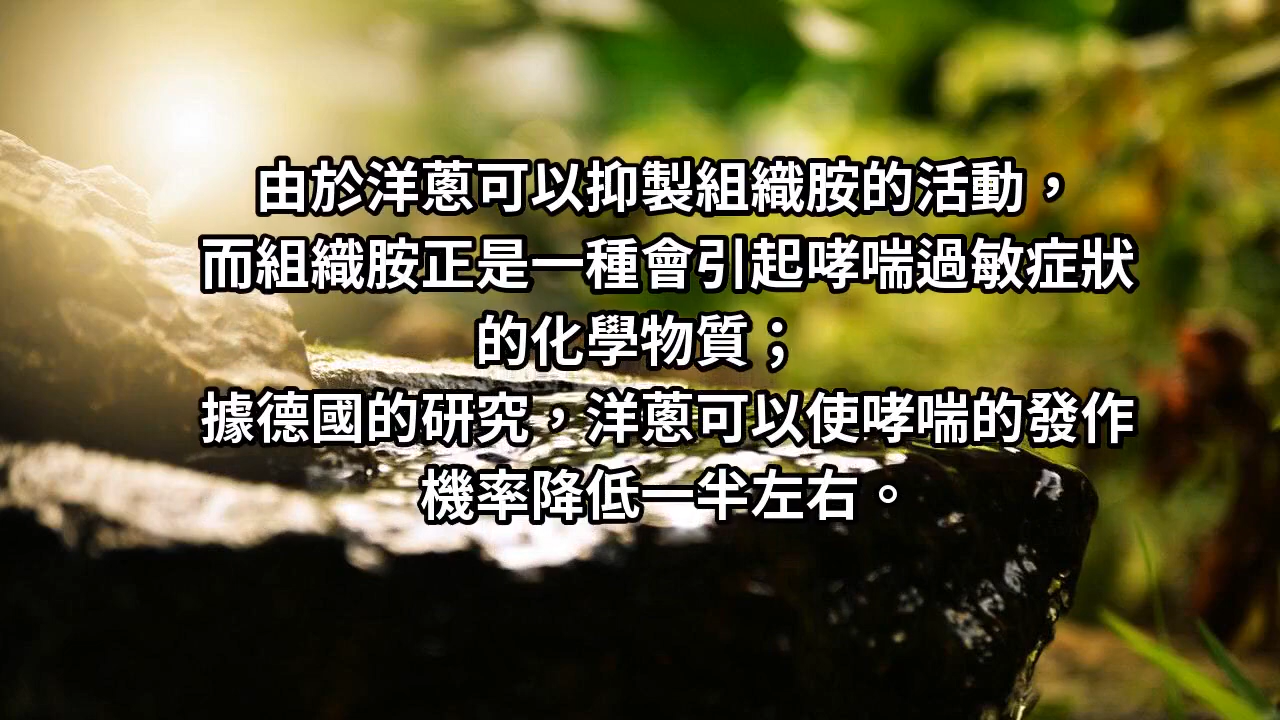 由於洋蔥可以抑製組織胺的活動，
而組織胺正是一種會引起哮喘過敏症狀
的化學物質；
據德國的研究，洋蔥可以使哮喘的發作
機率降低一半左右。